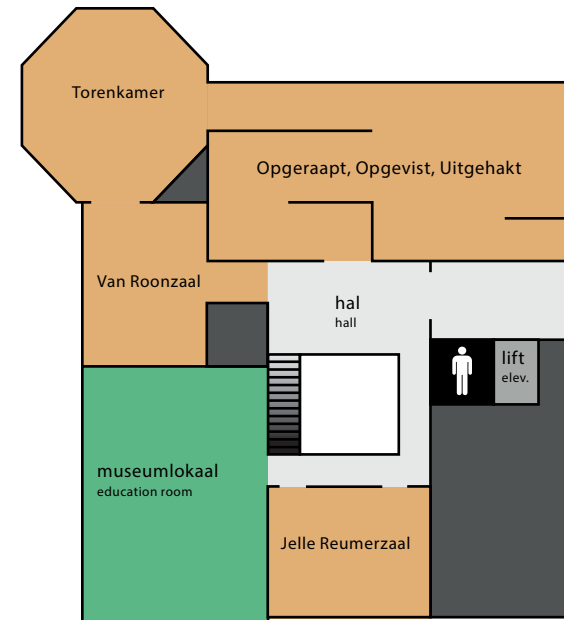 Torenkamer
Opgeraapt, Opgevist, Uitgehakt
Van Roonzaal
hal
hall
lift
elev.
museumlokaal
education room
Jelle Reumerzaal